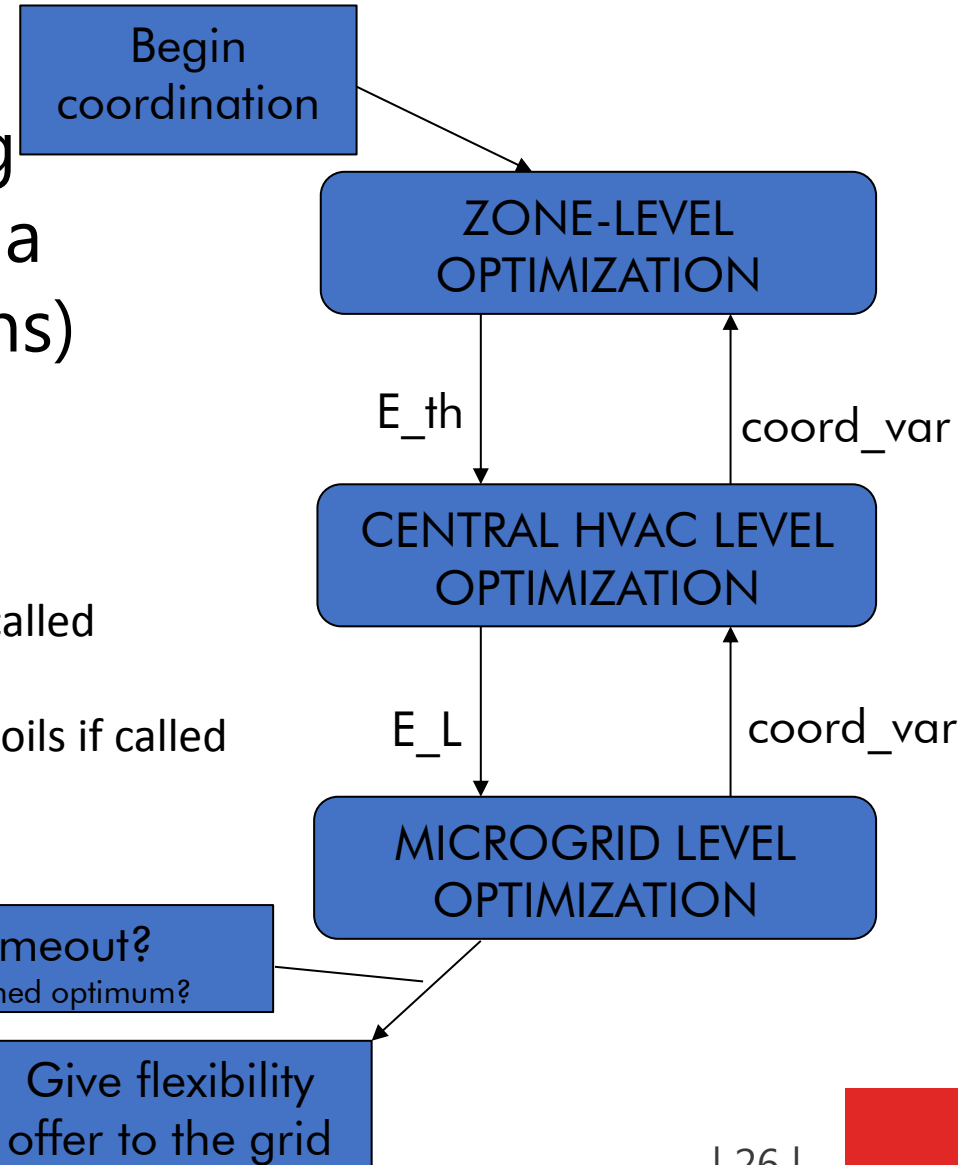 Begin
coordination
g
a
ns)
ZONE-LEVEL
OPTIMIZATION
E_th
coord_var
CENTRAL HVAC LEVEL
OPTIMIZATION
called
oils if called
E_L
coord_var
MICROGRID LEVEL
OPTIMIZATION
meout?
ned optimum?
Give flexibility
offer to the grid
| 26 |